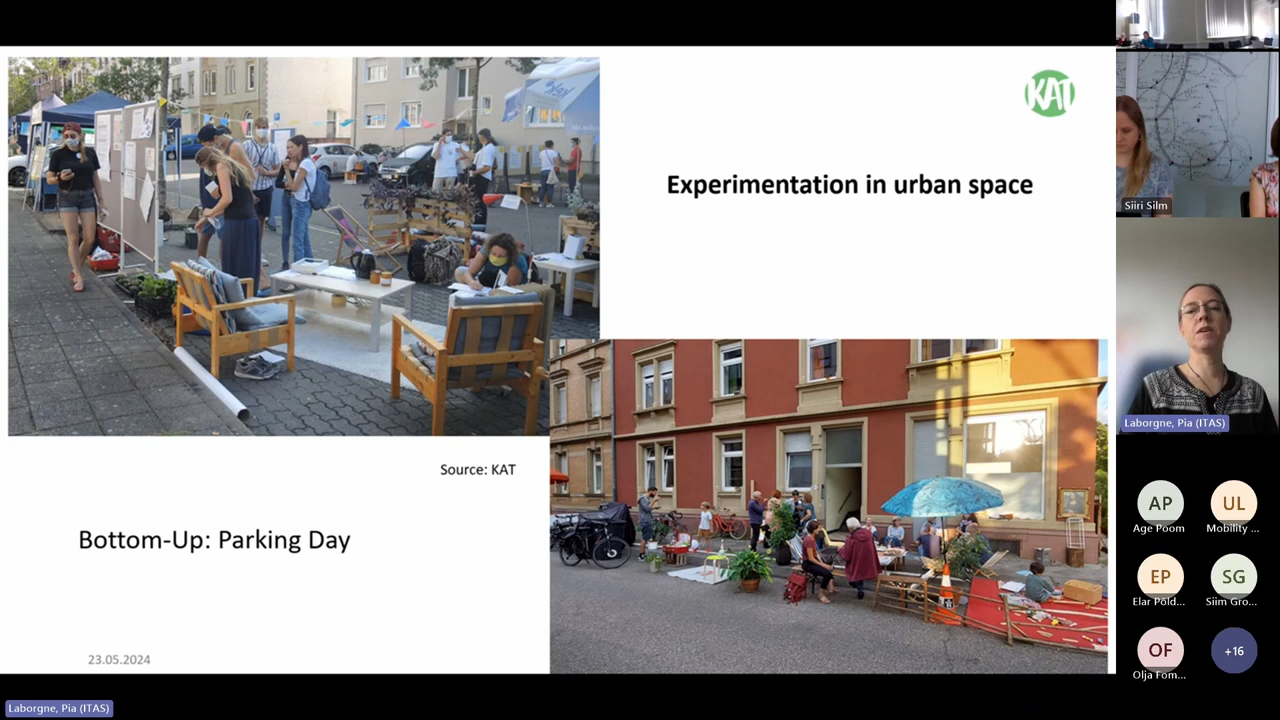 KAT
Experimentation in urban space
Source: KAT
Bottom-Up: Parking Day
23.05.2024
Laborgne, Pia (ITAS)
Siiri Silm
Laborgne, Pia (ITAS)
AP
UL
Age Poom
Mobility ...
EP
SG
Elar Põld...
Siim Gro...
OF
+16
Olja Fom...